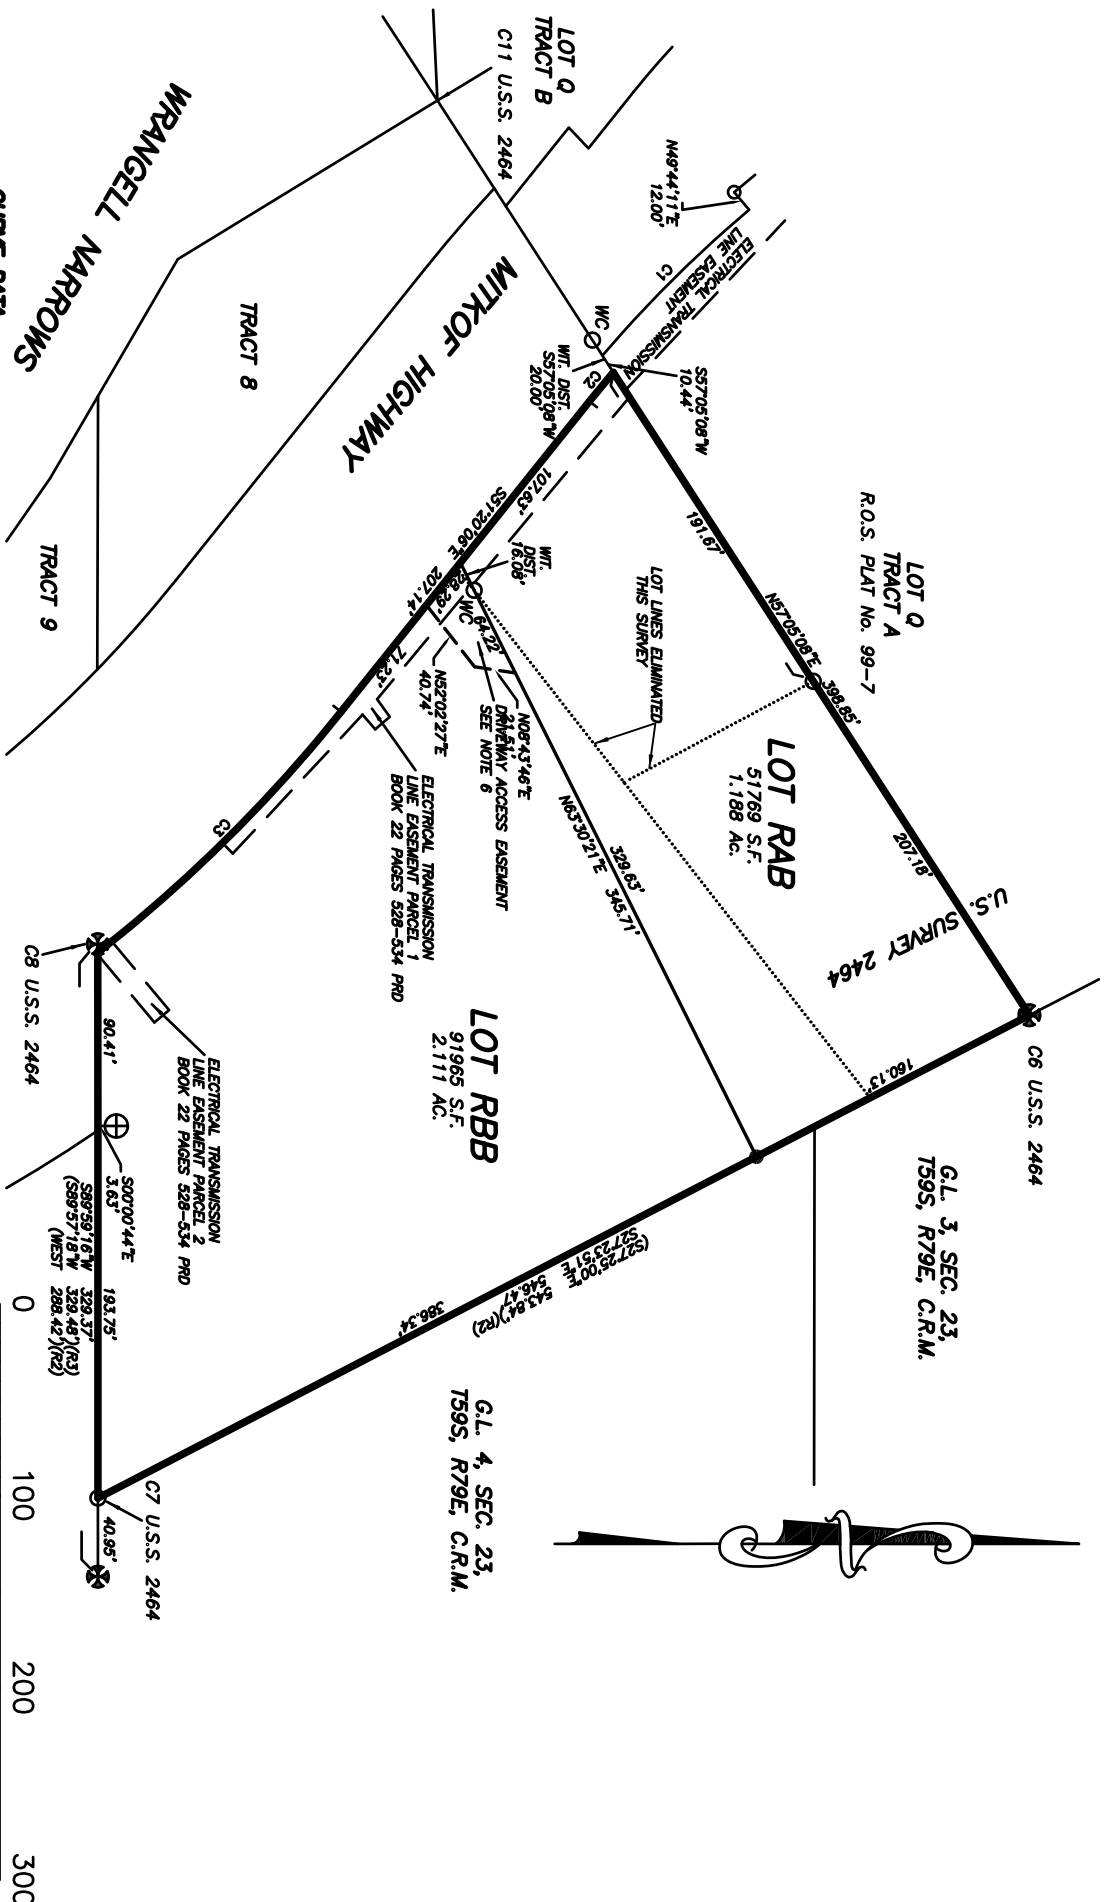 LOT Q
TRACT B
C11 U.S.S. 2464
WRANGELL NARROWS
TRACT 8
TRACT 9
MITKOF HIGHWAY
N49°44'11"E
12.00'
C1
ELECTRICAL TRANSMISSION
LINE EASEMENT
WC
WIT. DIST.
S57°05'08"W
20.00'
C2
S57°05'08"W
10.44'
LOT Q
TRACT A
R.O.S. PLAT No. 99-7
191.67'
N57°05'08"E 398.85'
207.18'
U.S. SURVEY 2464
C6 U.S.S. 2464
LOT LINES ELIMINATED
THIS SURVEY
LOT RAB
51769 S.F.
1.188 Ac.
107.63'
S51°20'06"E 207.14'
28.29'
71.23'
WIT.
DIST.
16.08'
WC
64.22'
N08°43'46"E
21.51'
DRIVEWAY ACCESS EASEMENT
SEE NOTE 6
N52°02'27"E
40.74'
ELECTRICAL TRANSMISSION
LINE EASEMENT PARCEL 1
BOOK 22 PAGES 528-534 PRD
329.63'
N63°30'21"E 345.71'
160.13'
G.L. 3, SEC. 23,
T59S, R79E, C.R.M.
LOT RBB
91965 S.F.
2.111 AC.
C3
C8 U.S.S. 2464
90.41'
ELECTRICAL TRANSMISSION
LINE EASEMENT PARCEL 2
BOOK 22 PAGES 528-534 PRD
S00°00'44"E
3.63'
193.75'
S89°59'16"W 329.37'
(S89°57'18"W 329.48')(R3)
(WEST 288.42')(R2)
386.34'
S27°23'51"E 546.47
(S27°25'00"E 543.84')(R2)
G.L. 4, SEC. 23,
T59S, R79E, C.R.M.
C7 U.S.S. 2464
40.95'
0 100 200 300